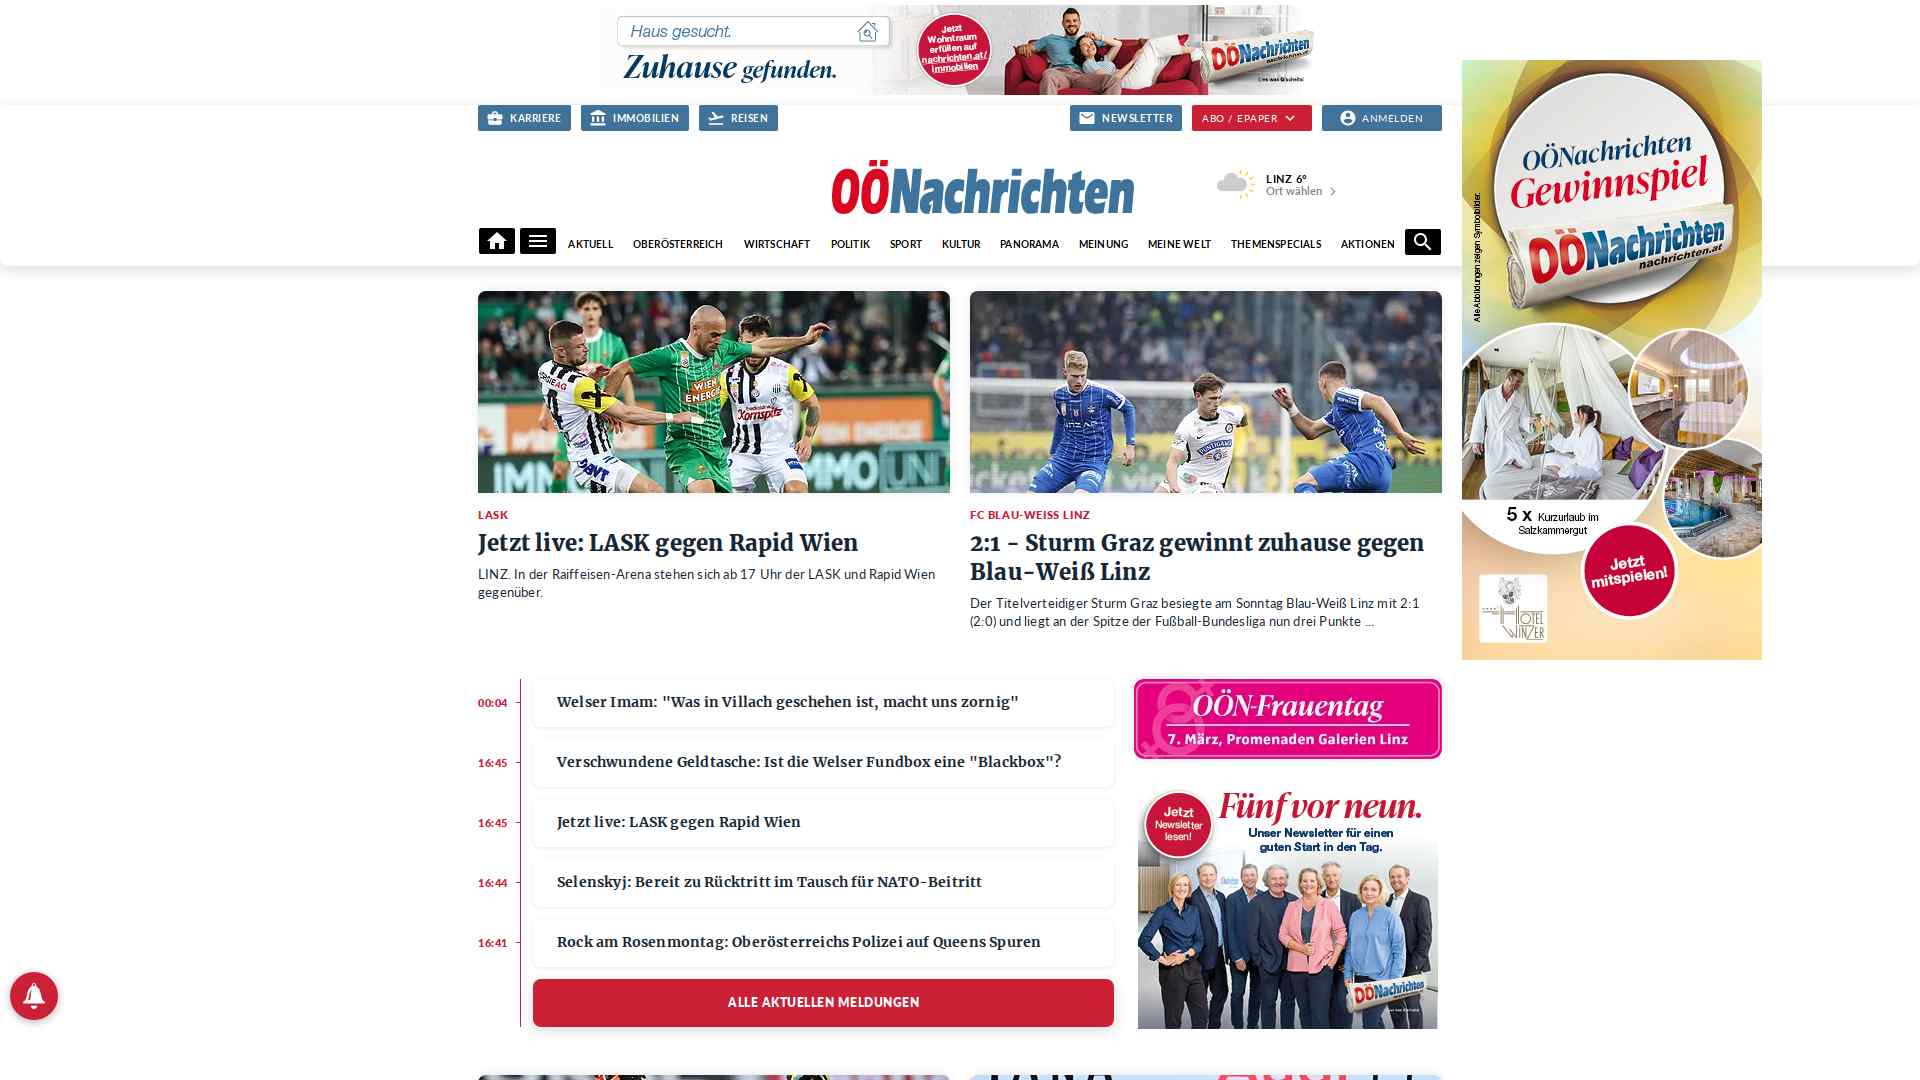 Haus gesucht.
Zuhause gefunden.
Jetzt
Wohntraum
erfüllen auf
nachrichten.at/
immobilien
OÖNachrichten
KARRIERE
IMMOBILIEN
REISEN
NEWSLETTER
ABO / EPAPER
ANMELDEN
OÖNachrichten
LINZ 6°
Ort wählen
AKTUELL
OBERÖSTERREICH
WIRTSCHAFT
POLITIK
SPORT
KULTUR
PANORAMA
MEINUNG
MEINE WELT
THEMENSPECIALS
AKTIONEN
WIEN
ENERGIE
LASK
Jetzt live: LASK gegen Rapid Wien
LINZ. In der Raiffeisen-Arena stehen sich ab 17 Uhr der LASK und Rapid Wien
gegenüber.
FC BLAU-WEISS LINZ
2:1 - Sturm Graz gewinnt zuhause gegen
Blau-Weiß Linz
Der Titelverteidiger Sturm Graz besiegte am Sonntag Blau-Weiß Linz mit 2:1
(2:0) und liegt an der Spitze der Fußball-Bundesliga nun drei Punkte ...
00:04
Welser Imam: "Was in Villach geschehen ist, macht uns zornig"
16:45
Verschwundene Geldtasche: Ist die Welser Fundbox eine "Blackbox"?
16:45
Jetzt live: LASK gegen Rapid Wien
16:44
Selenskyj: Bereit zu Rücktritt im Tausch für NATO-Beitritt
16:41
Rock am Rosenmontag: Oberösterreichs Polizei auf Queens Spuren
ALLE AKTUELLEN MELDUNGEN
OÖN-Frauentag
7. März, Promenaden Galerien Linz
Jetzt
Newsletter
lesen!
Fünf vor neun.
Unser Newsletter für einen
guten Start in den Tag.
OÖNachrichten
Alle Abbildungen zeigen Symbolbilder.
OÖNachrichten
Gewinnspiel
OÖNachrichten
nachrichten.at
5 x Kurzurlaub im
Salzkammergut
Jetzt
mitspielen!
HOTEL
WINZER